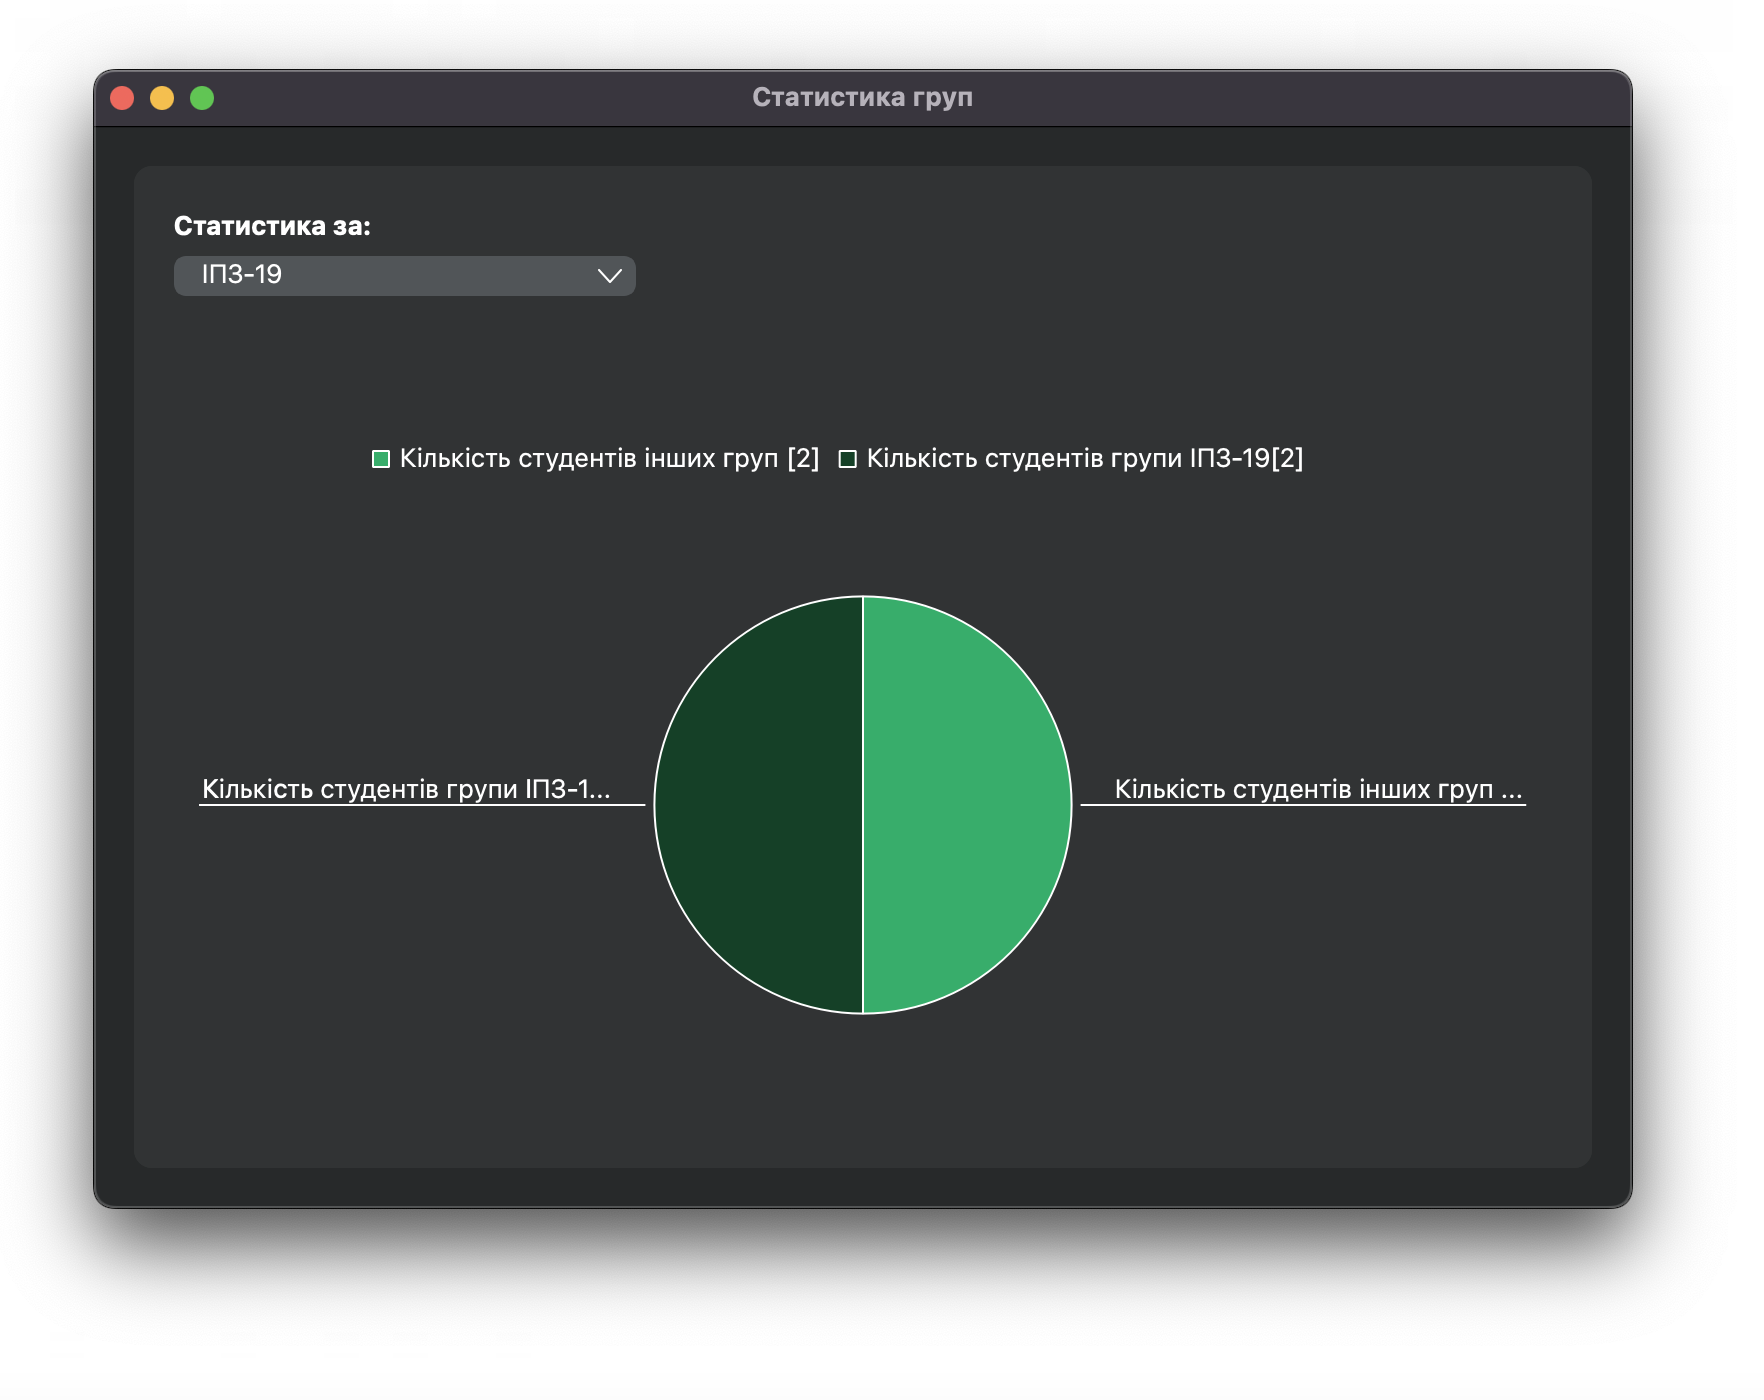 Статистика груп
Статистика за:
ІПЗ-19
Кількість студентів інших груп [2] Кількість студентів групи ІПЗ-19[2]
Кількість студентів групи ІПЗ-1... Кількість студентів інших груп ...